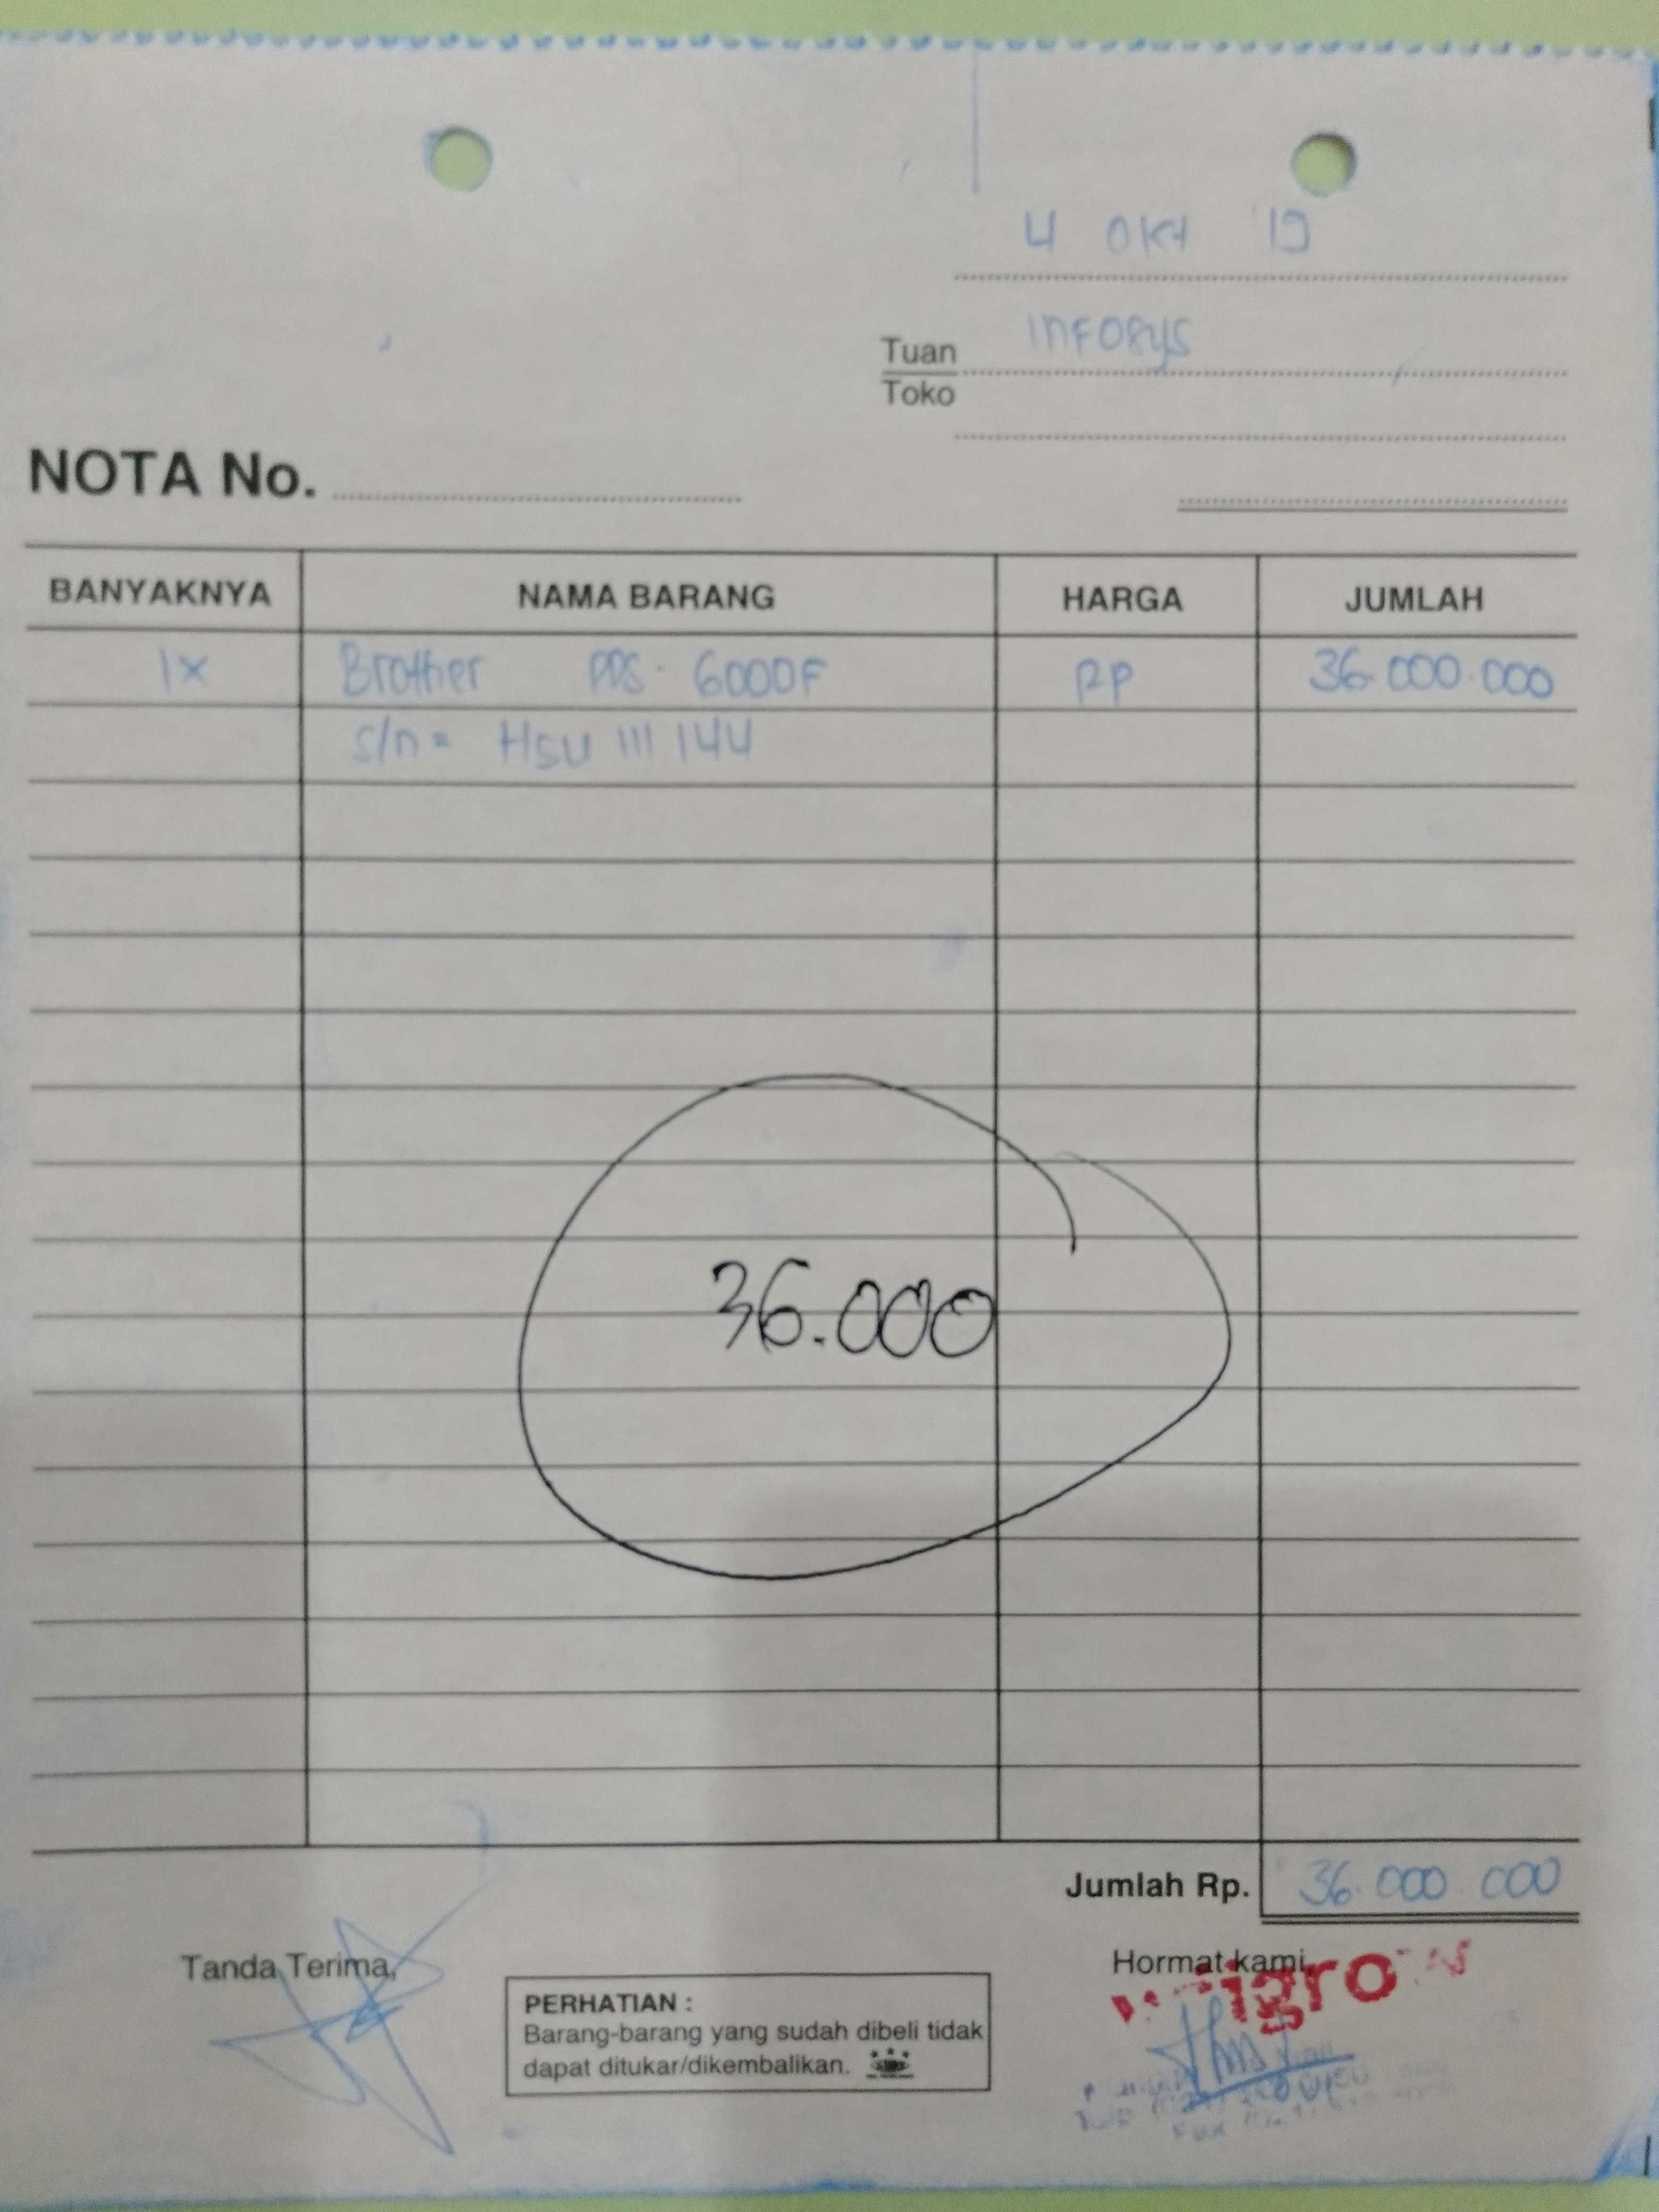 4 OKt '19
Tuan InFOsys
Toko
NOTA No.
BANYAKNYA NAMA BARANG HARGA JUMLAH
1x Brother PDS. 6000F RP 36.000.000
S/n = HSU 111 144
36.000
Jumlah Rp. 36.000 000
Tanda Terima,
Hormat kami,
PERHATIAN :
Barang-barang yang sudah dibeli tidak
dapat ditukar/dikembalikan.